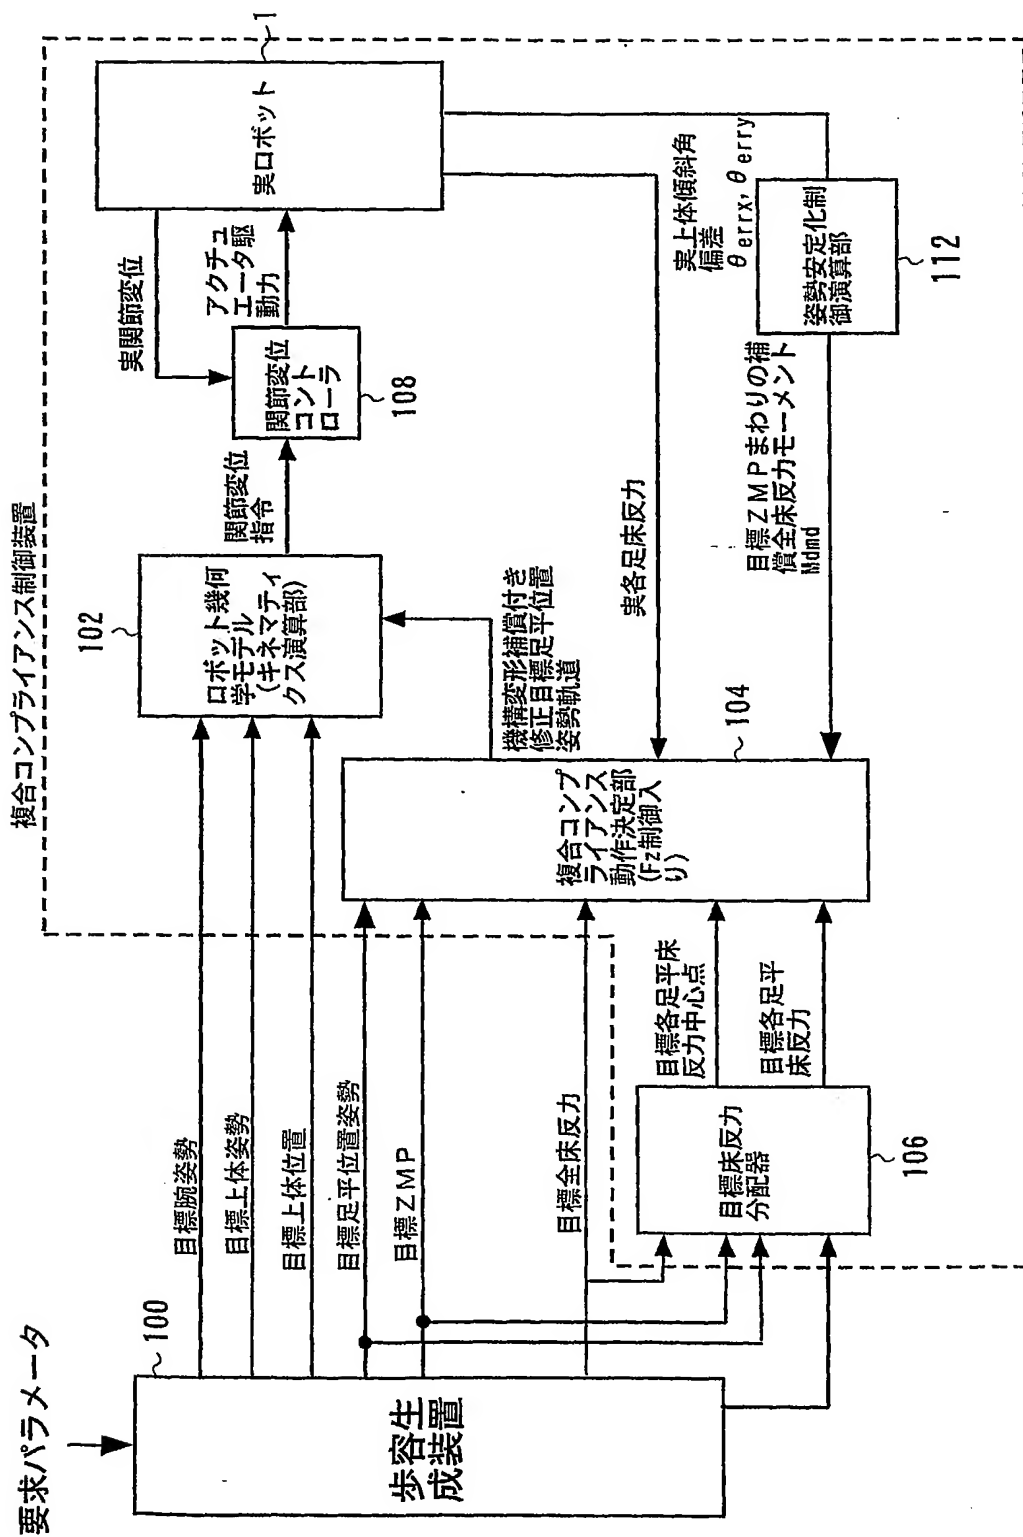 要求パラメータ
100
歩容生
成装置
目標腕姿勢
目標上体姿勢
目標上体位置
目標足平位置姿勢
目標ZMP
目標全床反力
目標床反力
分配器
106
目標各足平床
反力中心点
目標各足平
床反力
複合コンプライアンス制御装置
102
ロボット幾何
学モデル
(キネマティ
クス演算部)
関節変位
指令
関節変位
コント
ローラ
108
実関節変位
アクチュ
エータ駆
動力
実ロボット
1
機構変形補償付き
修正目標足平位置
姿勢軌道
104
複合コンプ
ライアンス
動作決定部
(Fz制御入
り)
実各足床反力
目標ZMPまわりの補
償全床反力モーメント
Mdmd
実上体傾斜角
偏差
θerrx, θerry
姿勢安定化制
御演算部
112